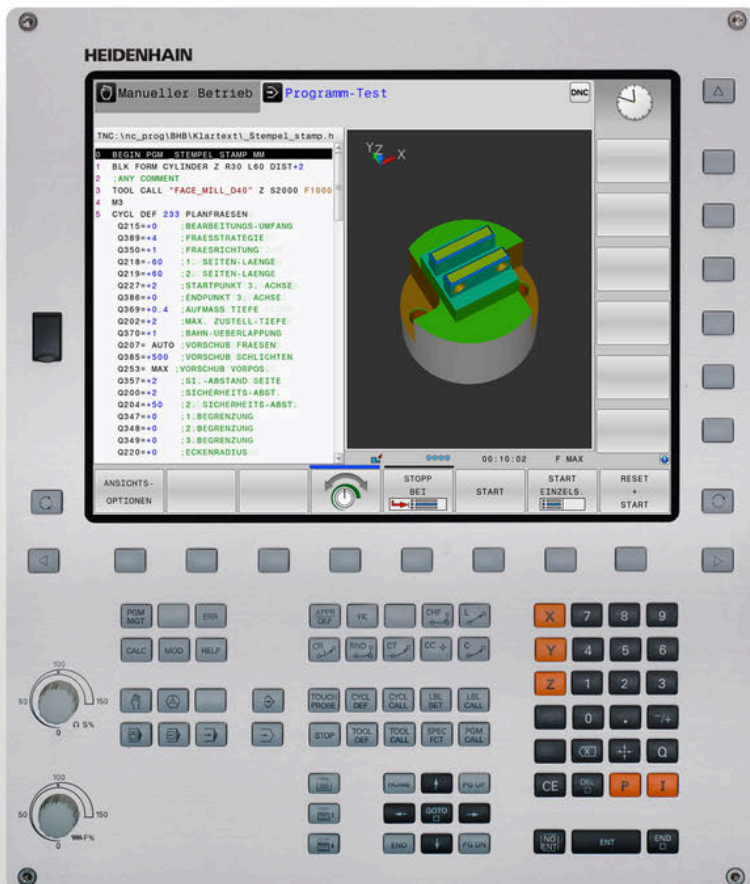 HEIDENHAIN
Manueller Betrieb
Programm-Test
DNC
TNC:\nc_prog\BHB\Klartext\_Stempel_stamp.h
0 BEGIN PGM STEMPEL STAMP MM
1 BLK FORM CYLINDER Z R30 L60 DIST+2
2 ;ANY COMMENT
3 TOOL CALL "FACE_MILL_D40" Z S2000 F1000
4 M3
5 CYCL DEF 233 PLANFRAESEN
Q215=+0 ;BEARBEITUNGS-UMFANG
Q389=+4 ;FRAESSTRATEGIE
Q350=+1 ;FRAESRICHTUNG
Q218=-60 ;1. SEITEN-LAENGE
Q219=+60 ;2. SEITEN-LAENGE
Q227=+2 ;STARTPUNKT 3. ACHSE
Q386=+0 ;ENDPUNKT 3. ACHSE
Q369=+0.4 ;AUFMASS TIEFE
Q202=+2 ;MAX. ZUSTELL-TIEFE
Q370=+1 ;BAHN-UEBERLAPPUNG
Q207= AUTO ;VORSCHUB FRAESEN
Q385=+500 ;VORSCHUB SCHLICHTEN
Q253= MAX ;VORSCHUB VORPOS.
Q357=+2 ;SI.-ABSTAND SEITE
Q200=+2 ;SICHERHEITS-ABST.
Q204=+50 ;2. SICHERHEITS-ABST.
Q347=+0 ;1.BEGRENZUNG
Q348=+0 ;2.BEGRENZUNG
Q349=+0 ;3.BEGRENZUNG
Q220=+0 ;ECKENRADIUS
Y Z X
00:10:02 F MAX
ANSICHTS-
OPTIONEN
STOPP
BEI
START
START
EINZELS.
RESET
+
START
PGM
MGT
ERR
CALC MOD HELP
APPR
DEP
FK
CHF
L
CR RND CT CC C
TOUCH
PROBE
CYCL
DEF
CYCL
CALL
LBL
SET
LBL
CALL
STOP
TOOL
DEF
TOOL
CALL
SPEC
FCT
PGM
CALL
HOME PG UP
GOTO
END PG DN
X 7 8 9
Y 4 5 6
Z 1 2 3
0 . -/+
X Q
CE
DEL
P I
NO
ENT
ENT
END
100
50 150
0
S%
100
50 150
0
F%